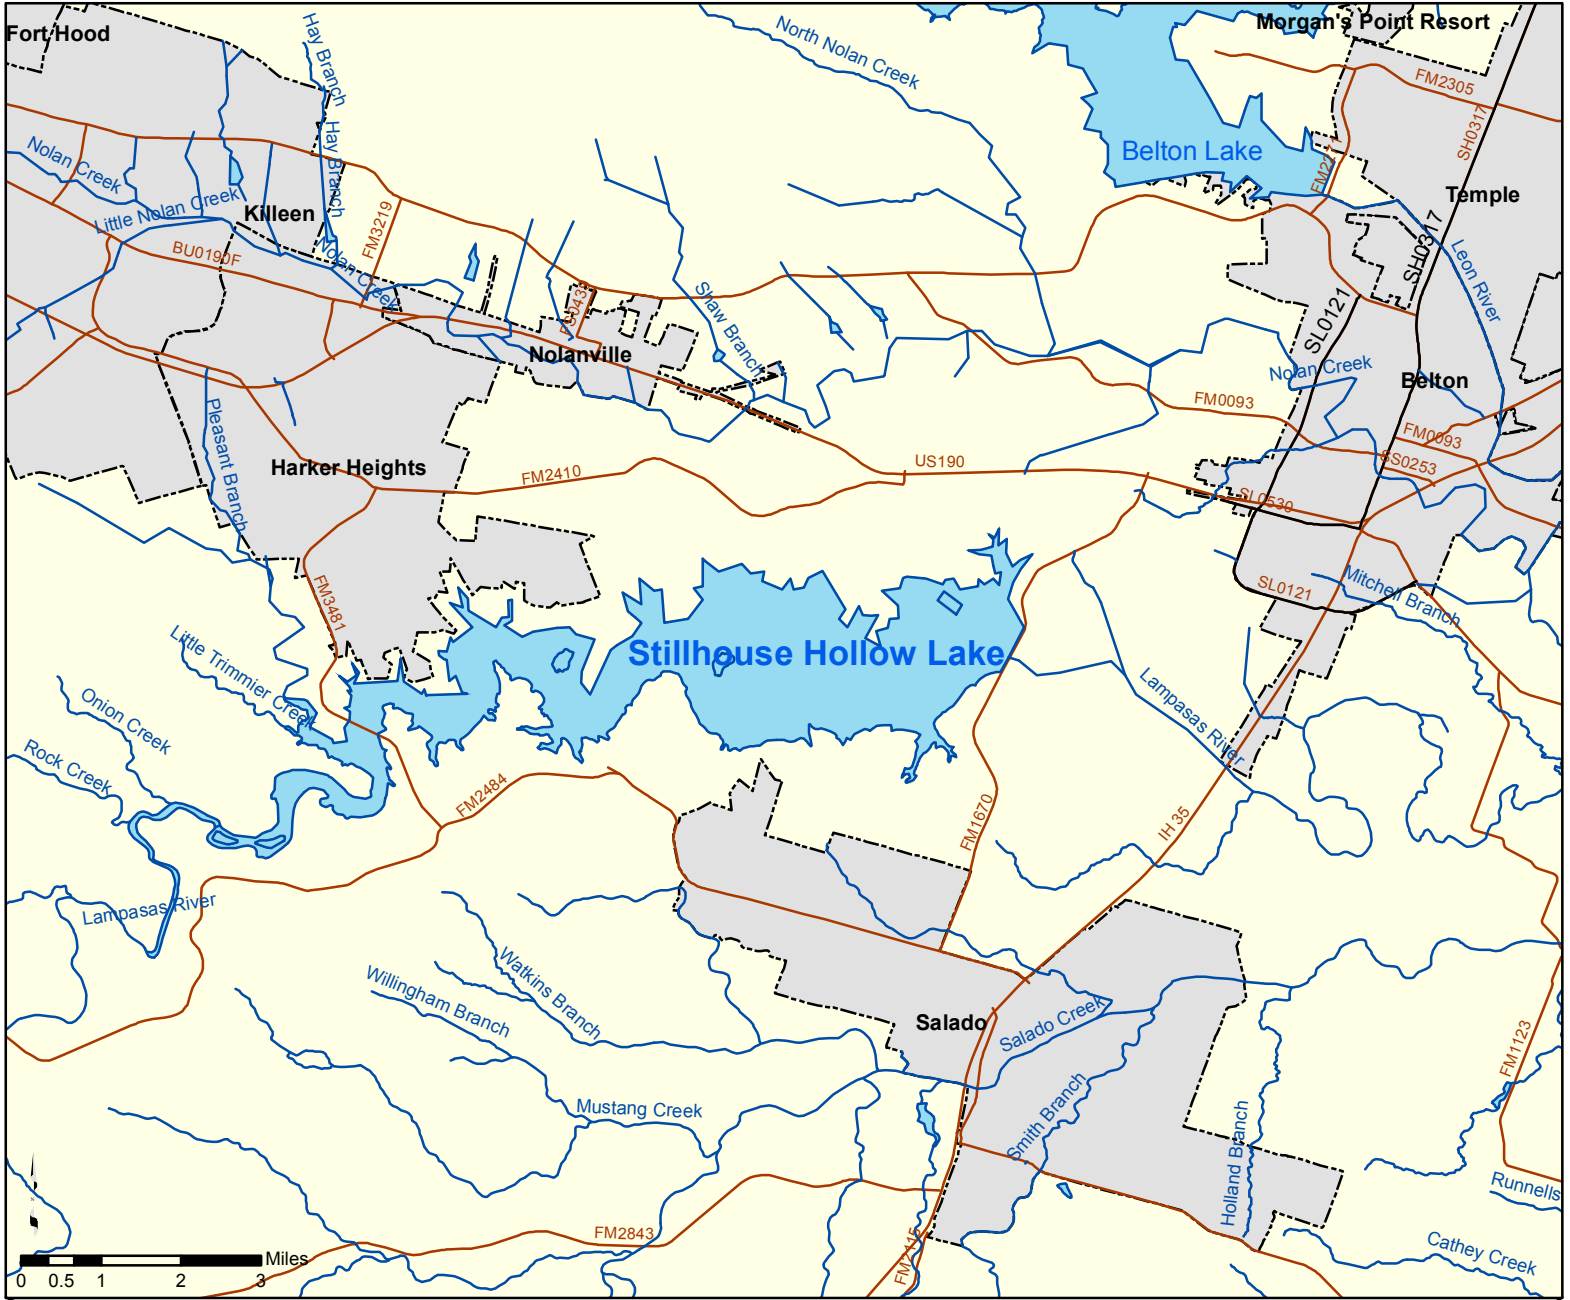 Fort Hood
Hay Branch
North Nolan Creek
Morgan's Point Resort
FM2305
SH0317
Hay Branch
Nolan Creek
Belton Lake
FM2271
Temple
Little Nolan Creek
Killeen
FM3219
BU0190F
Nolan Creek
SH0317
Leon River
FS0439
Shaw Branch
SL0121
Nolanville
Nolan Creek
Belton
Pleasant Branch
FM0093
FM0093
Harker Heights
FM2410
US190
SS0253
SL0530
FM3481
SL0121
Mitchell Branch
Little Trimmier Creek
Stillhouse Hollow Lake
Lampasas River
Onion Creek
Rock Creek
FM2484
FM1670
IH 35
Lampasas River
Watkins Branch
Willingham Branch
Salado
Salado Creek
FM1123
Mustang Creek
Smith Branch
Holland Branch
Runnells
FM2843
FM2115
Cathey Creek
Miles
0 0.5 1 2 3